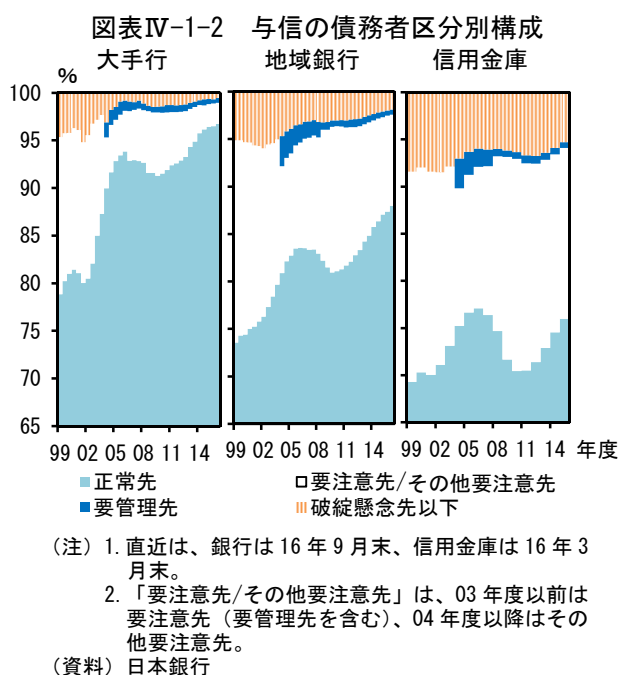 図表Ⅳ-1-2 与信の債務者区分別構成
大手行 地域銀行 信用金庫
%
100
95
90
85
80
75
70
65
99 02 05 08 11 14 99 02 05 08 11 14 99 02 05 08 11 14 年度
正常先 要注意先/その他要注意先
要管理先 破綻懸念先以下
（注）1. 直近は、銀行は 16 年 9 月末、信用金庫は 16 年 3
月末。
2. 「要注意先/その他要注意先」は、03 年度以前は
要注意先（要管理先を含む）、04 年度以降はその
他要注意先。
（資料）日本銀行